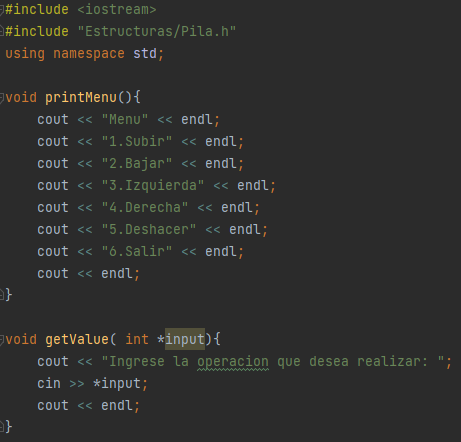 #include <iostream>
#include "Estructuras/Pila.h"
using namespace std;
void printMenu(){
cout << "Menu" << endl;
cout << "1.Subir" << endl;
cout << "2.Bajar" << endl;
cout << "3.Izquierda" << endl;
cout << "4.Derecha" << endl;
cout << "5.Deshacer" << endl;
cout << "6.Salir" << endl;
cout << endl;
}
void getValue( int *input){
cout << "Ingrese la operacion que desea realizar: ";
cin >> *input;
cout << endl;
}